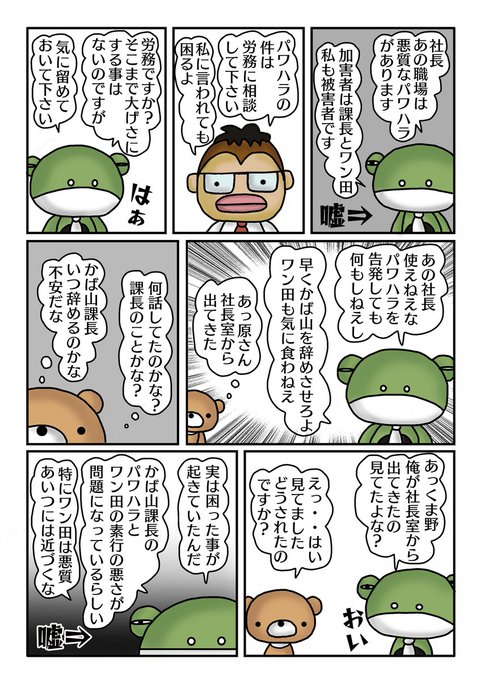 社長
あの職場は
悪質なパワハラ
があります
加害者は課長とワン田
私も被害者です
嘘⇒
パワハラの
件は
労務に相談
して下さい
私に言われても
困るよ
労務ですか?
そこまで大げさに
する事は
ないのですが
気に留めて
おいて下さい
はぁ
あの社長
使えねえな
パワハラを
告発しても
何もしねえし
早くかば山を辞めさせろよ
ワン田も気に食わねえ
あっ原さん
社長室から
出てきた
何話してたのかな?
課長のことかな?
かば山課長
いつ辞めるのかな
不安だな
あっくま野
俺が社長室から
出てきたの
見てたよな?
おい
えっ・・はい
見てました
どうされたの
ですか?
実は困った事が
起きていたんだ
かば山課長の
パワハラと
ワン田の素行の悪さが
問題になっているらしい
特にワン田は悪質
あいつには近づくな
嘘⇒